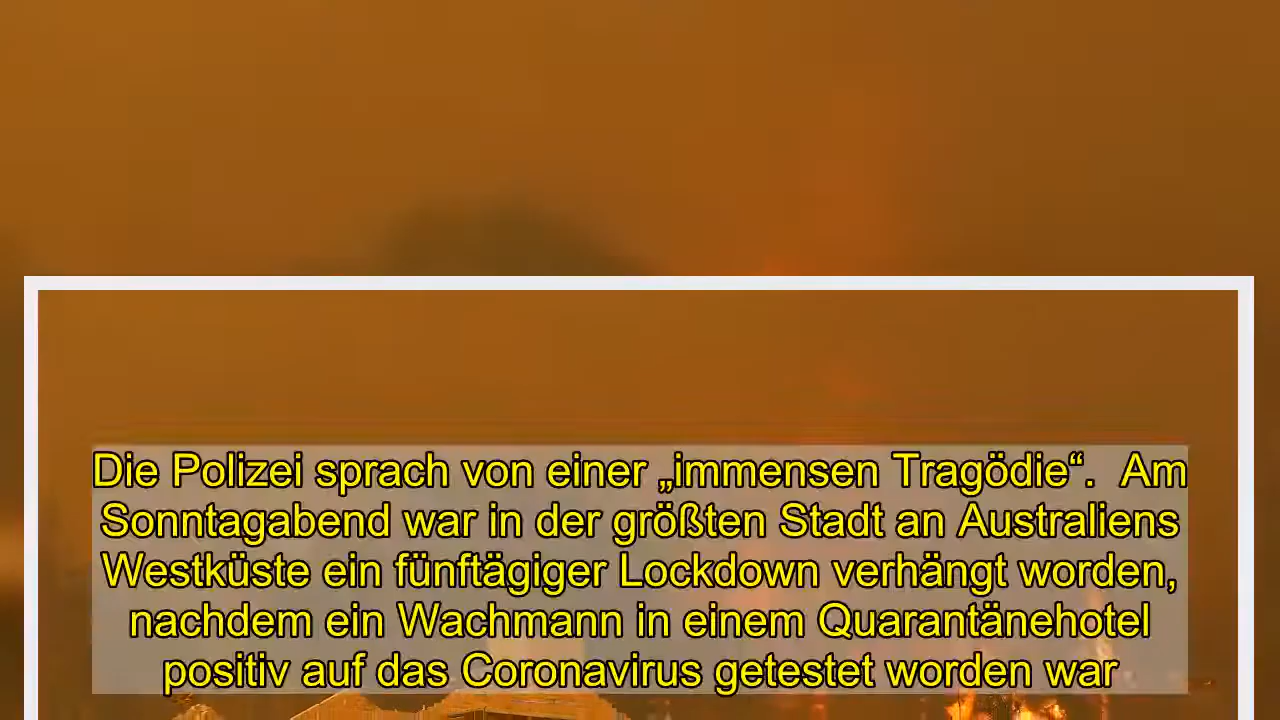 Die Polizei sprach von einer „immensen Tragödie“.  Am
Sonntagabend war in der größten Stadt an Australiens
Westküste ein fünftägiger Lockdown verhängt worden,
nachdem ein Wachmann in einem Quarantänehotel
positiv auf das Coronavirus getestet worden war